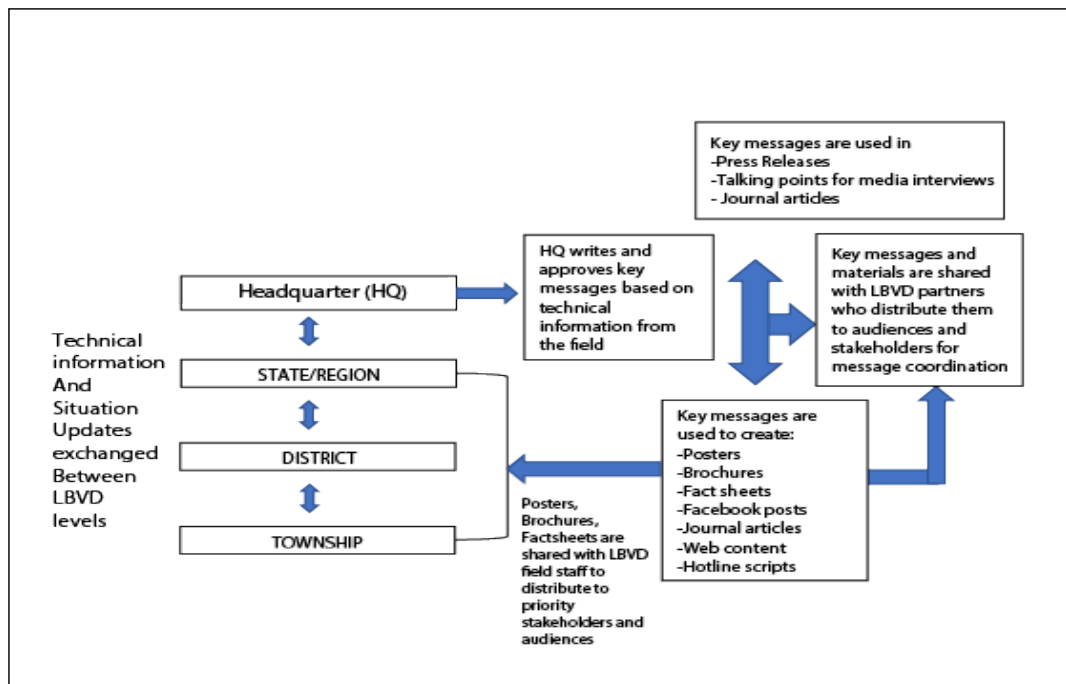 Key messages are used in
-Press Releases
-Talking points for media interviews
- Journal articles
HQ writes and
approves key
messages based on
technical
information from
the field
Key messages and
materials are shared
with LBVD partners
who distribute them
to audiences and
stakeholders for
message coordination
Headquarter (HQ)
Technical
information
And
Situation
Updates
exchanged
Between
LBVD
levels
STATE/REGION
DISTRICT
TOWNSHIP
Key messages are
used to create:
-Posters
-Brochures
-Fact sheets
-Facebook posts
-Journal articles
-Web content
-Hotline scripts
Posters,
Brochures,
Factsheets are
shared with LBVD
field staff to
distribute to
priority
stakeholders and
audiences